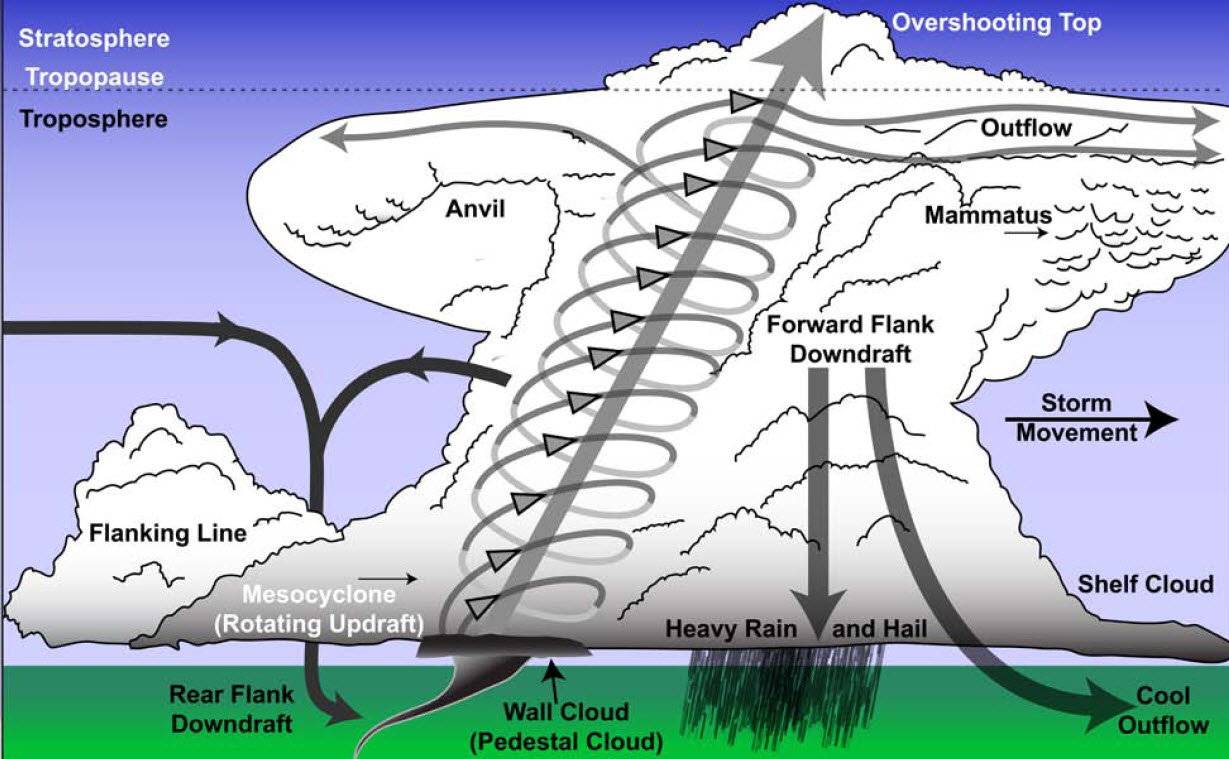 Stratosphere
Overshooting Top
Tropopause
Troposphere
Outflow
Anvil
Mammatus
Forward Flank
Downdraft
Storm
Movement
Flanking Line
Shelf Cloud
Mesocyclone
(Rotating Updraft)
Heavy Rain and Hail
Rear Flank
Downdraft
Wall Cloud
(Pedestal Cloud)
Cool
Outflow